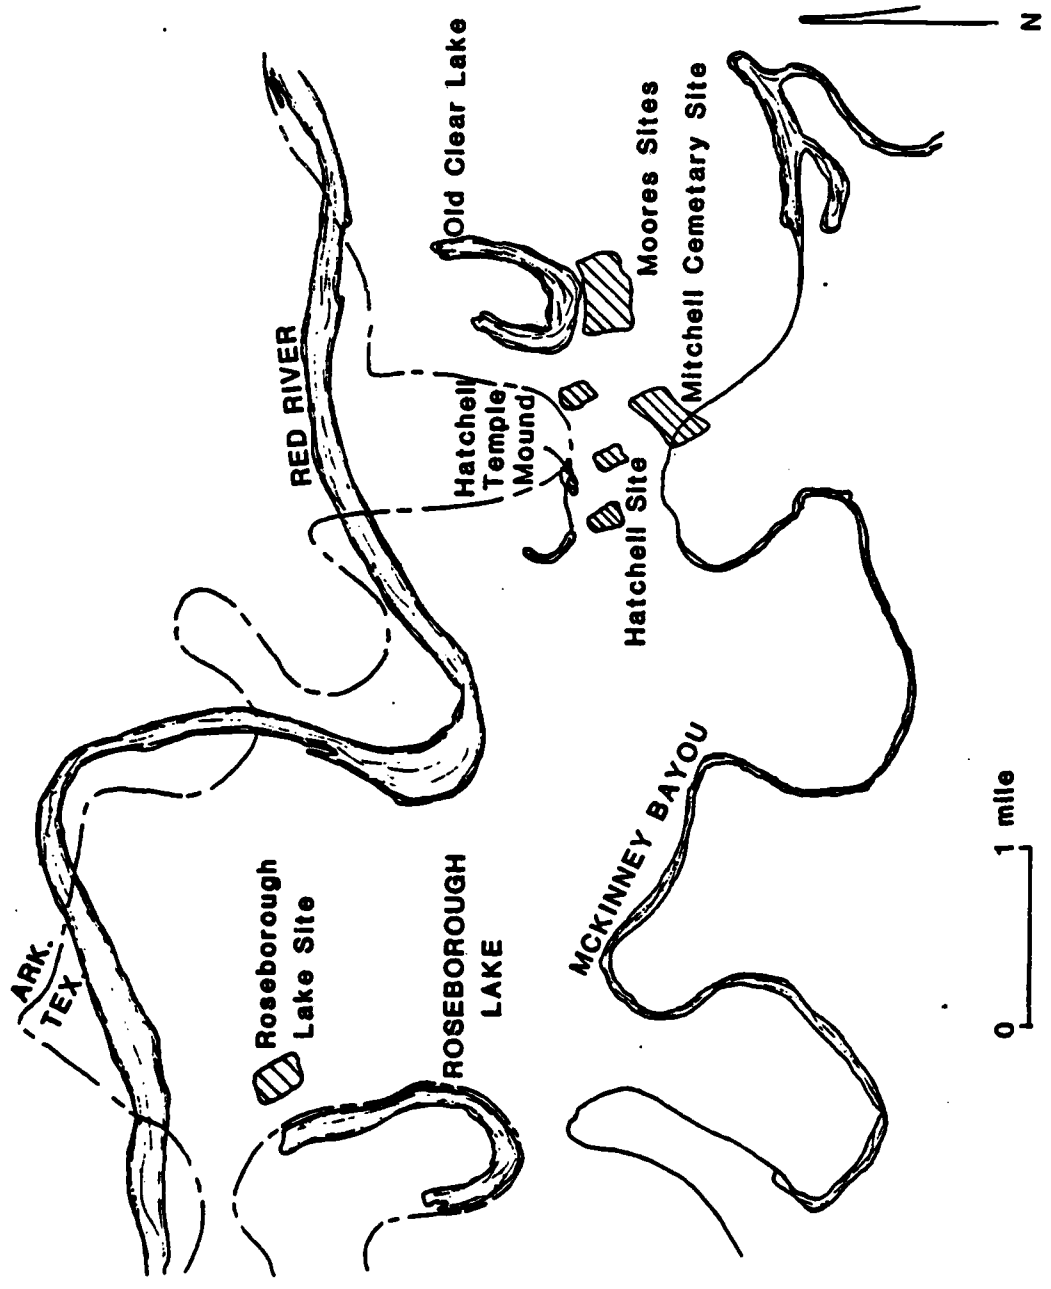 ARK.
TEX
RED RIVER
Old Clear Lake
Roseborough
Lake Site
ROSEBOROUGH
LAKE
Hatchell
Temple
Mound
Moores Sites
Mitchell Cemetary Site
Hatchell Site
MCKINNEY BAYOU
0 1 mile
N